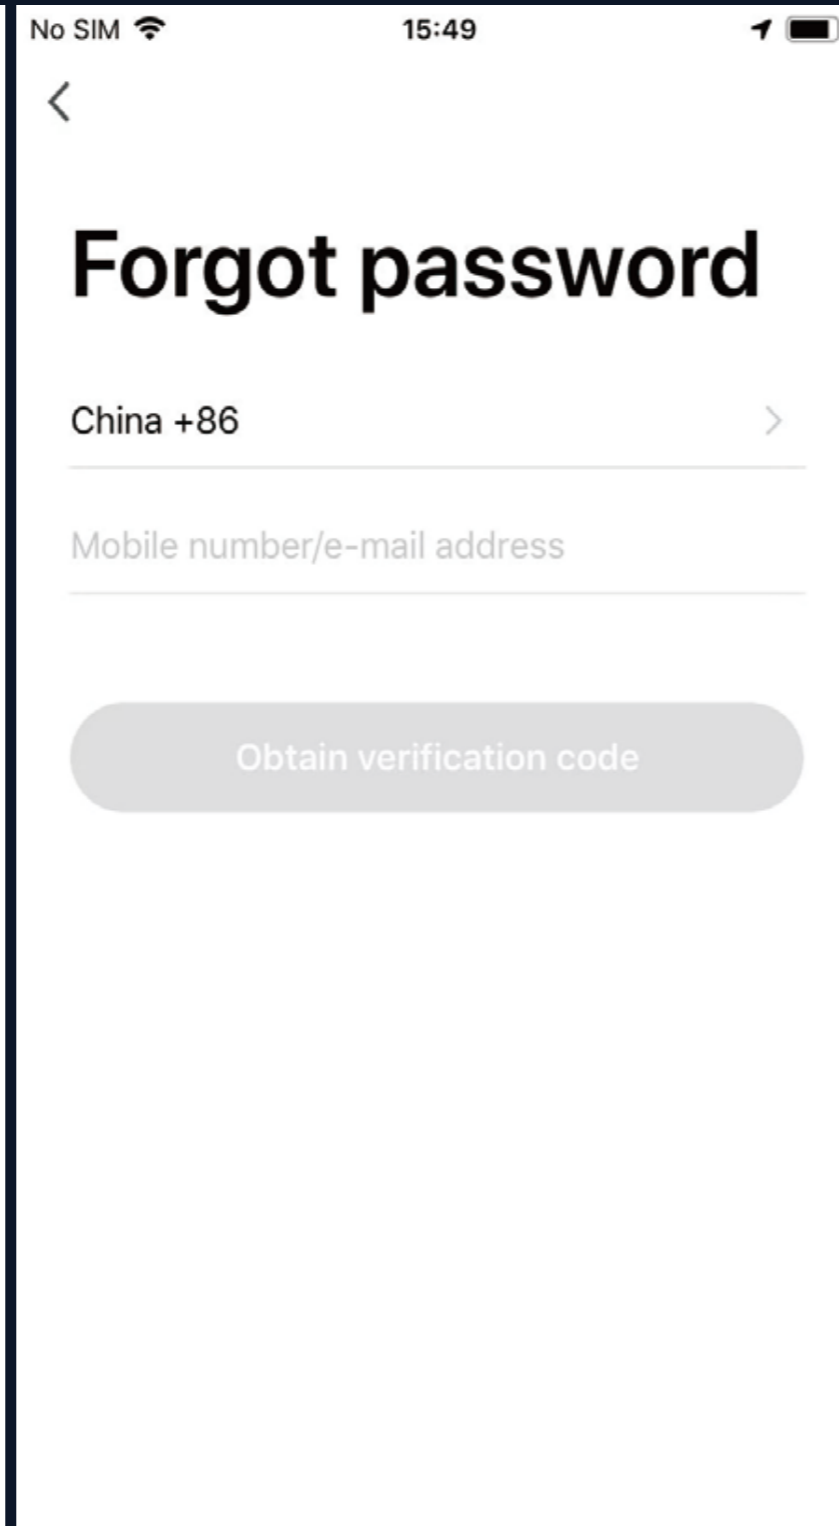 No SIM 15:49
Forgot password
China +86
Mobile number/e-mail address
Obtain verification code